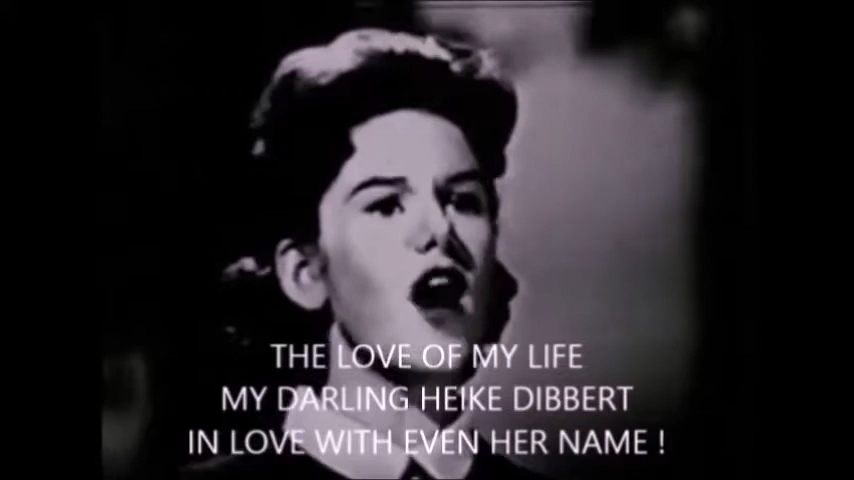 THE LOVE OF MY LIFE
MY DARLING HEIKE DIBBERT
IN LOVE WITH EVEN HER NAME !